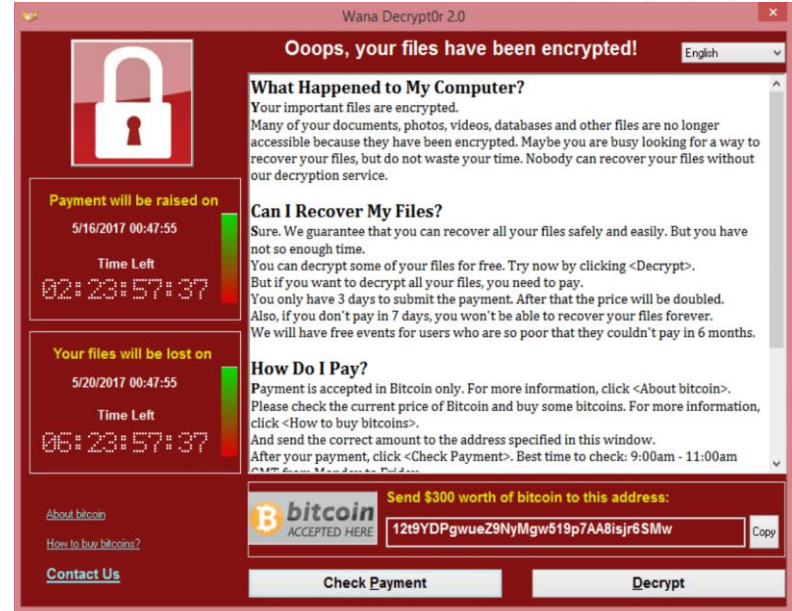 Wana Decrypt0r 2.0
Ooops, your files have been encrypted!
English
Payment will be raised on
5/16/2017 00:47:55
Time Left
02:23:57:37
Your files will be lost on
5/20/2017 00:47:55
Time Left
06:23:57:37
About bitcoin
How to buy bitcoins?
Contact Us
What Happened to My Computer?
Your important files are encrypted.
Many of your documents, photos, videos, databases and other files are no longer
accessible because they have been encrypted. Maybe you are busy looking for a way to
recover your files, but do not waste your time. Nobody can recover your files without
our decryption service.
Can I Recover My Files?
Sure. We guarantee that you can recover all your files safely and easily. But you have
not so enough time.
You can decrypt some of your files for free. Try now by clicking <Decrypt>.
But if you want to decrypt all your files, you need to pay.
You only have 3 days to submit the payment. After that the price will be doubled.
Also, if you don't pay in 7 days, you won't be able to recover your files forever.
We will have free events for users who are so poor that they couldn't pay in 6 months.
How Do I Pay?
Payment is accepted in Bitcoin only. For more information, click <About bitcoin>.
Please check the current price of Bitcoin and buy some bitcoins. For more information,
click <How to buy bitcoins>.
And send the correct amount to the address specified in this window.
After your payment, click <Check Payment>. Best time to check: 9:00am - 11:00am
GMT from Monday to Friday.
bitcoin
ACCEPTED HERE
Send $300 worth of bitcoin to this address:
12t9YDPgwueZ9NyMgw519p7AA8isjr6SMw
Copy
Check Payment
Decrypt